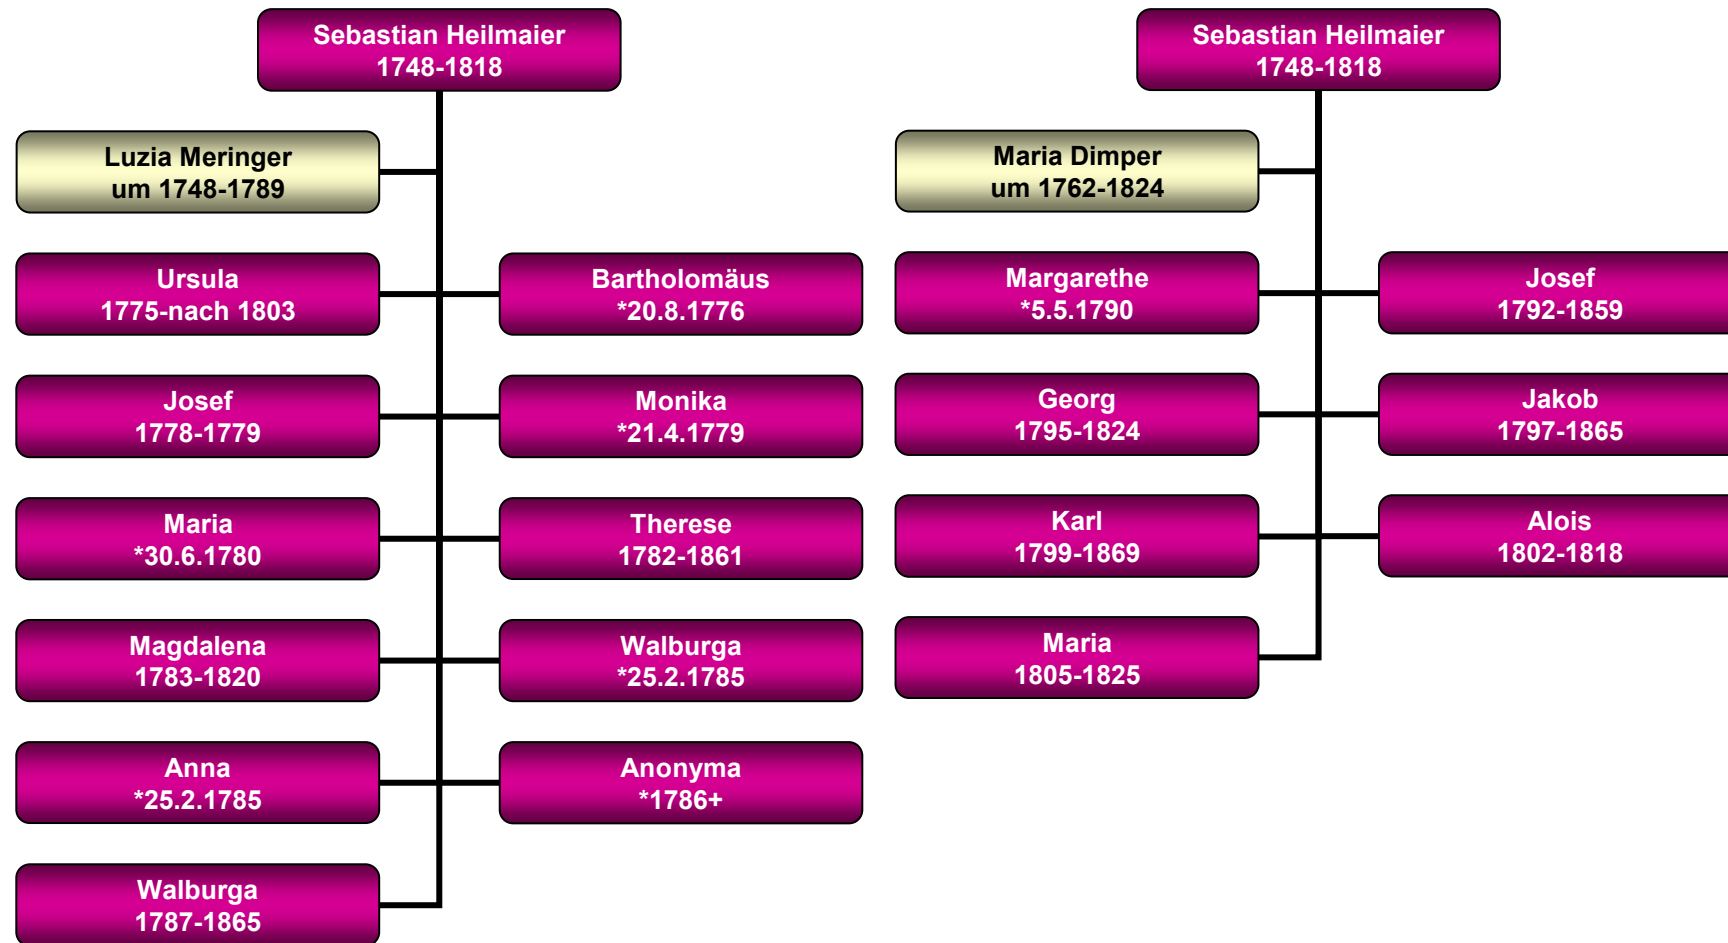 Sebastian Heilmaier
1748-1818
Luzia Meringer
um 1748-1789
Ursula
1775-nach 1803
Bartholomäus
*20.8.1776
Josef
1778-1779
Monika
*21.4.1779
Maria
*30.6.1780
Therese
1782-1861
Magdalena
1783-1820
Walburga
*25.2.1785
Anna
*25.2.1785
Anonyma
*1786+
Walburga
1787-1865
Sebastian Heilmaier
1748-1818
Maria Dimper
um 1762-1824
Margarethe
*5.5.1790
Josef
1792-1859
Georg
1795-1824
Jakob
1797-1865
Karl
1799-1869
Alois
1802-1818
Maria
1805-1825